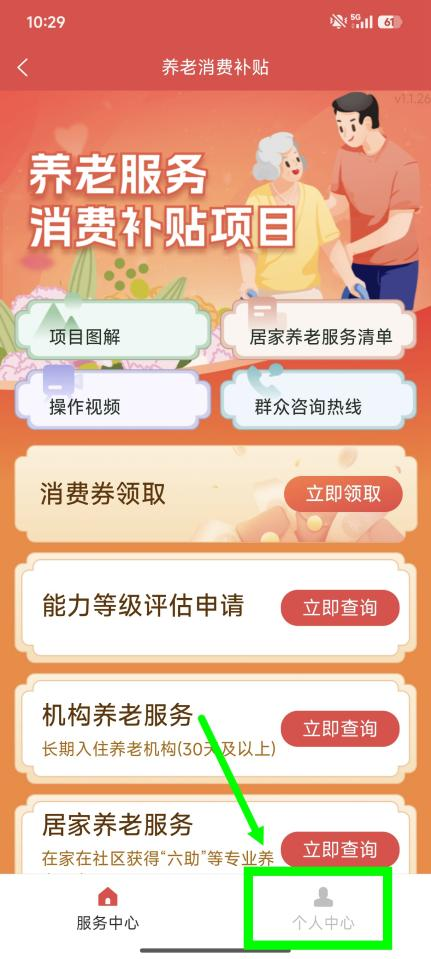 10:29
5G
61
养老消费补贴
v1.1.26
养老服务
消费补贴项目
项目图解
居家养老服务清单
操作视频
群众咨询热线
消费券领取
立即领取
能力等级评估申请
立即查询
机构养老服务
长期入住养老机构(30天及以上)
立即查询
居家养老服务
在家在社区获得“六助”等专业养
立即查询
服务中心
个人中心